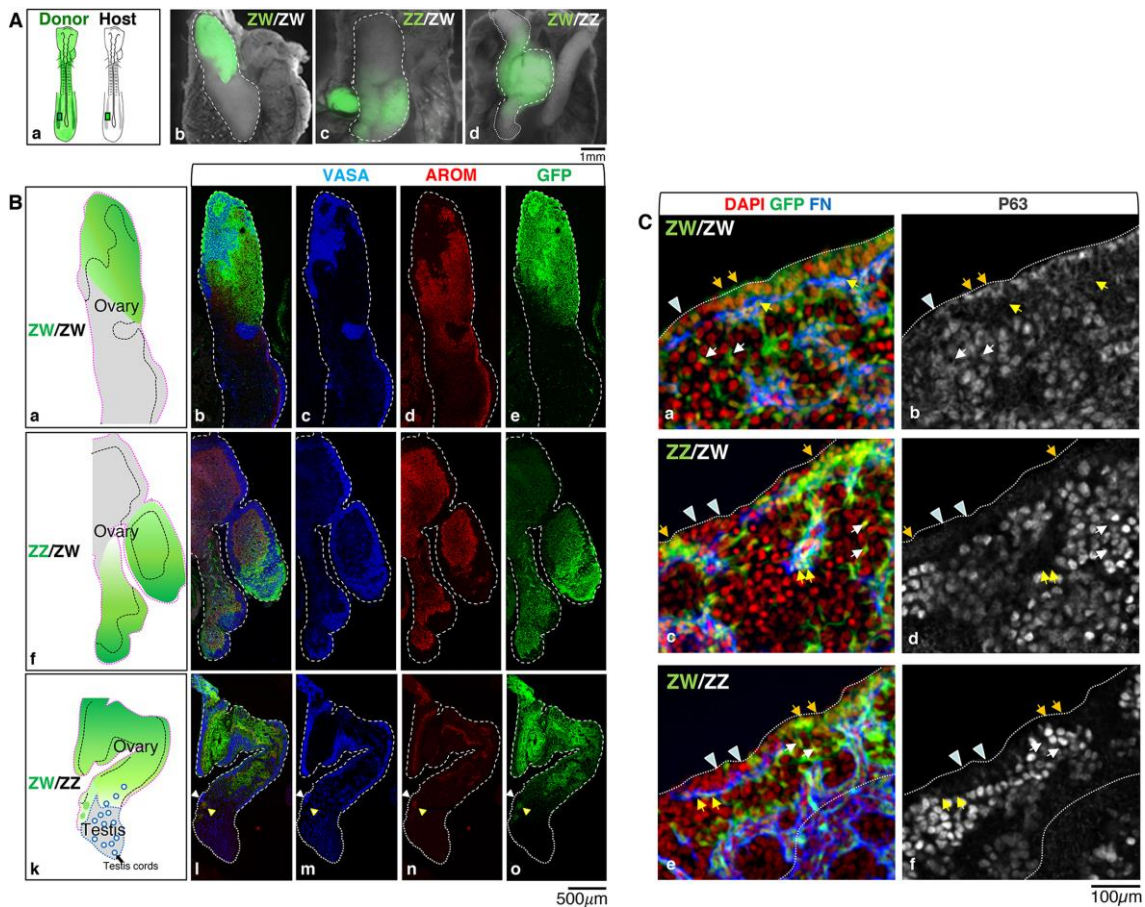 A
Donor Host
a
ZW/ZW
b
ZZ/ZW
c
ZW/ZZ
d
1mm
B
VASA AROM GFP
ZW/ZW
Ovary
a
b
c
d
e
ZZ/ZW
Ovary
f
ZW/ZZ
Ovary
Testis
Testis cords
k
l
m
n
o
500µm
C
DAPI GFP FN
P63
ZW/ZW
a
b
ZZ/ZW
c
d
ZW/ZZ
e
f
100µm